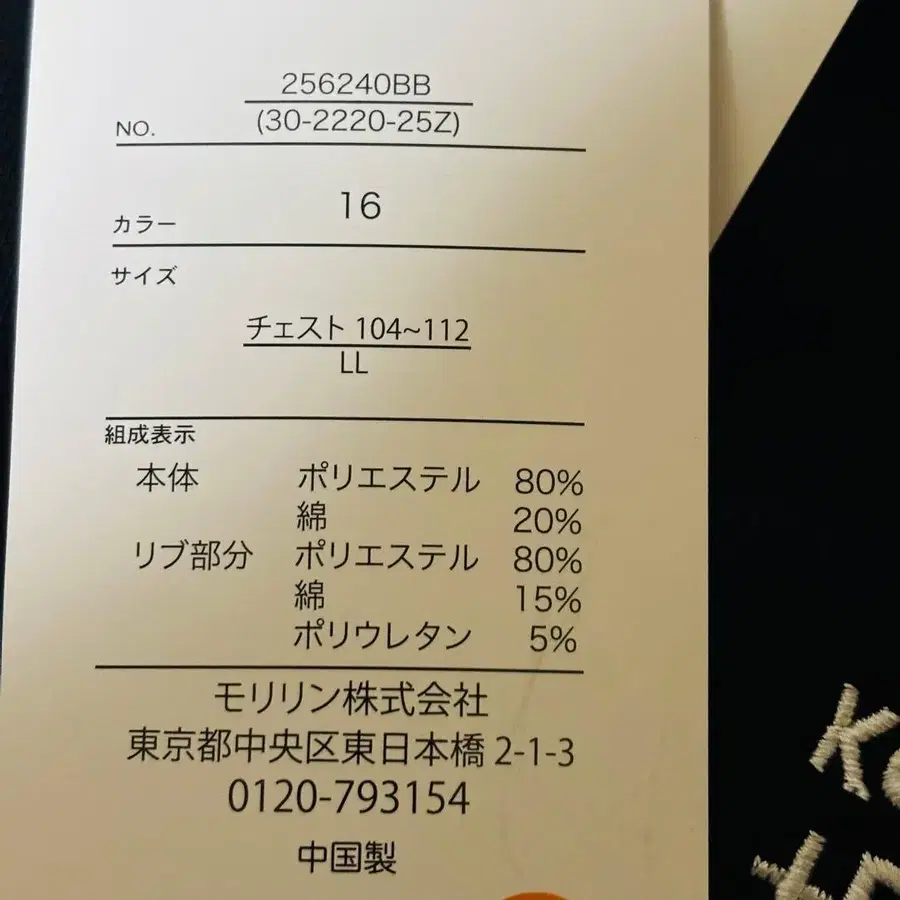 256240BB
NO. (30-2220-25Z)
カラー 16
サイズ
チェスト 104~112
LL
組成表示
本体 ポリエステル 80%
綿 20%
リブ部分 ポリエステル 80%
綿 15%
ポリウレタン 5%
モリリン株式会社
東京都中央区東日本橋 2-1-3
0120-793154
中国製